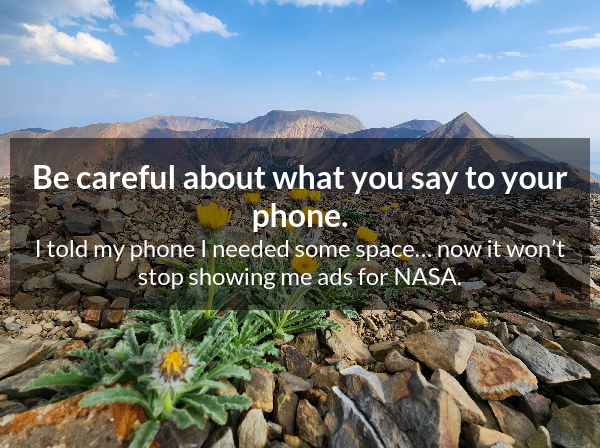 Be careful about what you say to your
phone.
I told my phone I needed some space... now it won’t
stop showing me ads for NASA.